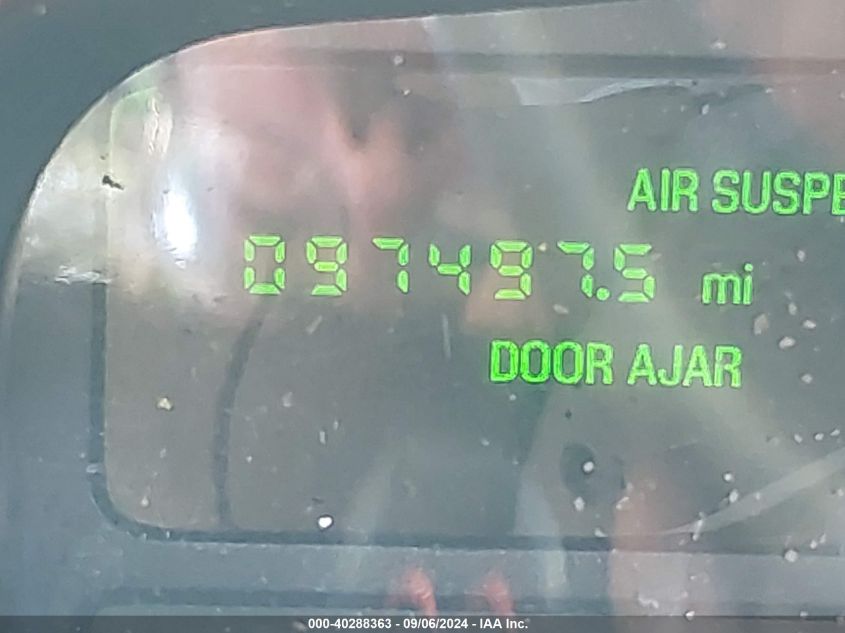 AIR SUSPE
097497.5 mi
DOOR AJAR
000-40288363 - 09/06/2024 - IAA Inc.